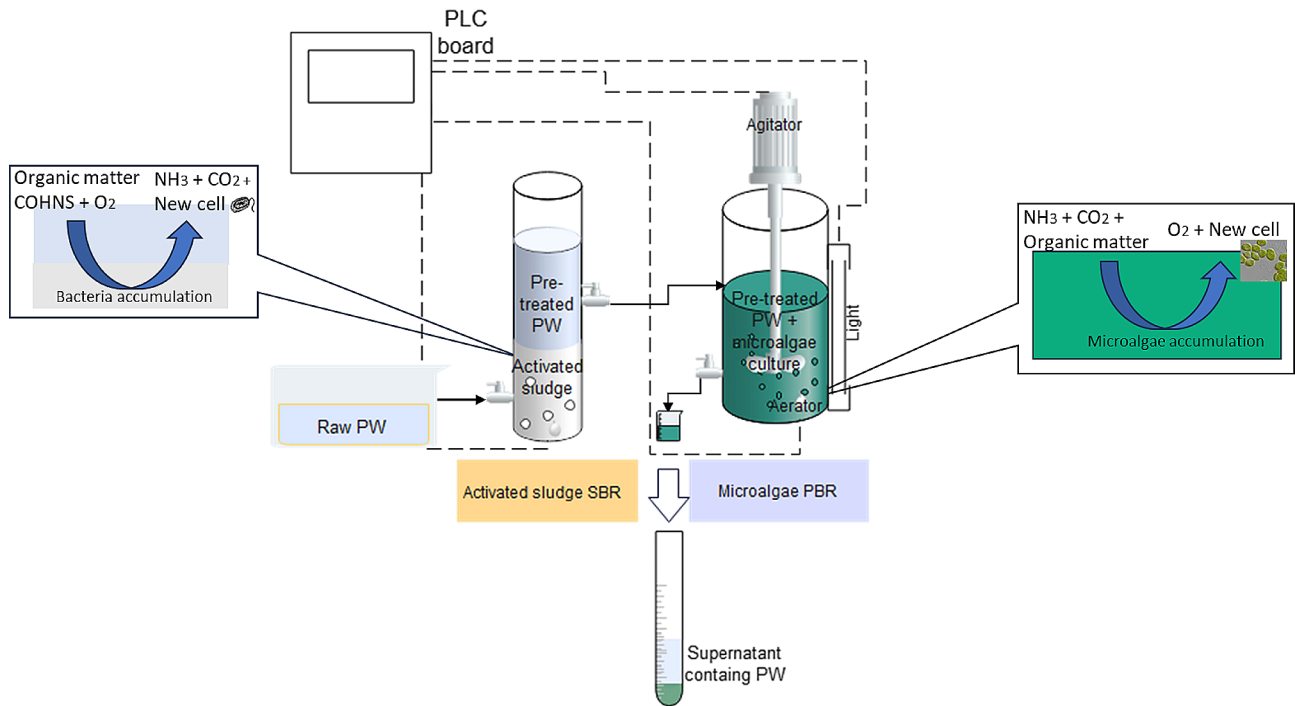 PLC
board
Agitator
Organic matter
COHNS + O2
NH3 + CO2 +
New cell
Bacteria accumulation
NH3 + CO2 +
Organic matter
O2 + New cell
Microalgae accumulation
Pre-
treated
PW
Activated
sludge
Pre-treated
PW +
microalgae
culture
Aerator
Light
Raw PW
Activated sludge SBR
Microalgae PBR
Supernatant
containg PW